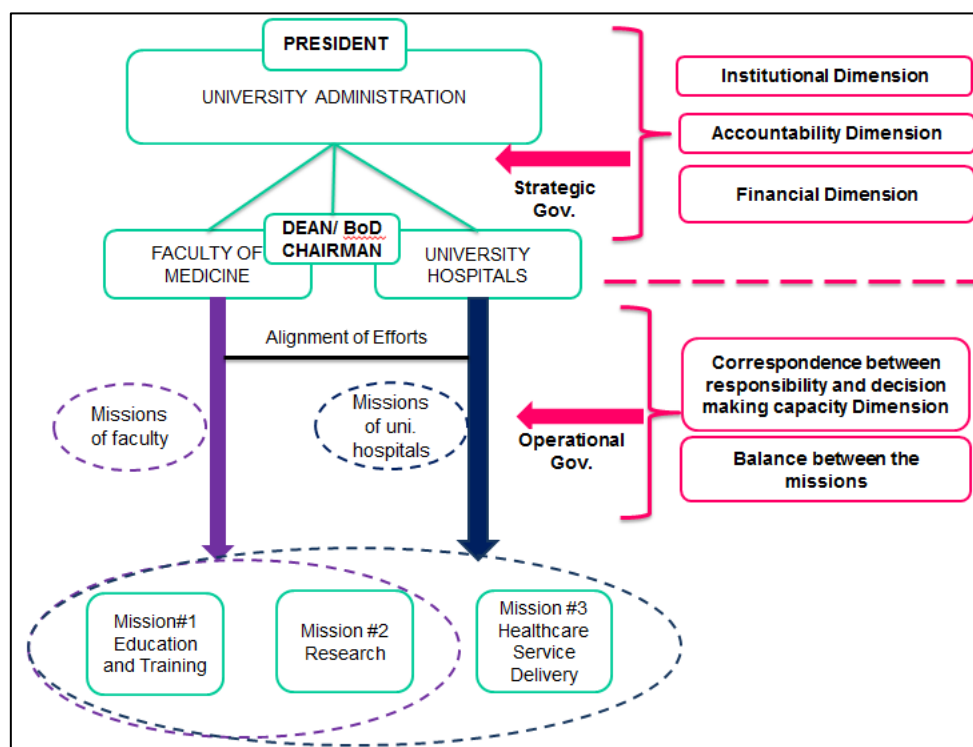 PRESIDENT
UNIVERSITY ADMINISTRATION
Institutional Dimension
Accountability Dimension
Financial Dimension
Strategic
Gov.
DEAN/ BoD
CHAIRMAN
FACULTY OF
MEDICINE
UNIVERSITY
HOSPITALS
Alignment of Efforts
Missions
of faculty
Missions
of uni.
hospitals
Operational
Gov.
Correspondence between
responsibility and decision
making capacity Dimension
Balance between the
missions
Mission#1
Education
and Training
Mission #2
Research
Mission #3
Healthcare
Service
Delivery